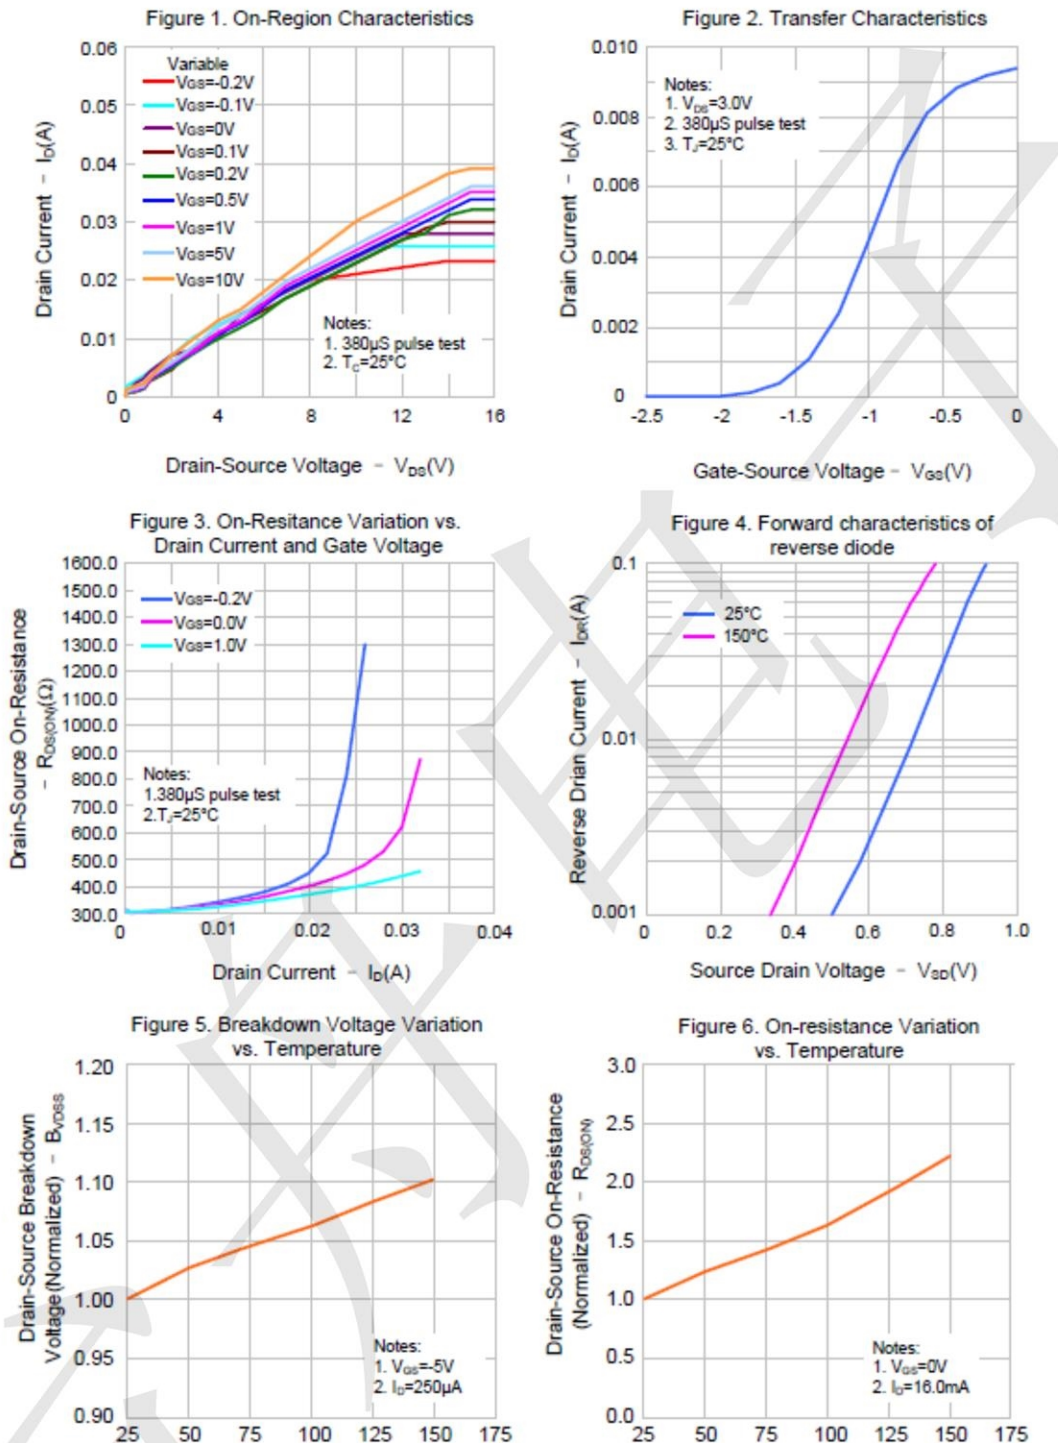 Figure 1. On-Region Characteristics
Drain Current - ID(A)
0.06
0.05
0.04
0.03
0.02
0.01
0
Variable
VGS=-0.2V
VGS=-0.1V
VGS=0V
VGS=0.1V
VGS=0.2V
VGS=0.5V
VGS=1V
VGS=5V
VGS=10V
Notes:
1. 380µS pulse test
2. TC=25°C
0 4 8 12 16
Drain-Source Voltage - VDS(V)
Figure 2. Transfer Characteristics
Drain Current - ID(A)
0.010
0.008
0.006
0.004
0.002
0
Notes:
1. VDS=3.0V
2. 380µS pulse test
3. TJ=25°C
-2.5 -2 -1.5 -1 -0.5 0
Gate-Source Voltage - VGS(V)
Figure 3. On-Resitance Variation vs.
Drain Current and Gate Voltage
Drain-Source On-Resistance
- RDS(ON)(Ω)
1600.0
1500.0
1400.0
1300.0
1200.0
1100.0
1000.0
900.0
800.0
700.0
600.0
500.0
400.0
300.0
VGS=-0.2V
VGS=0.0V
VGS=1.0V
Notes:
1.380µS pulse test
2.TJ=25°C
0 0.01 0.02 0.03 0.04
Drain Current - ID(A)
Figure 4. Forward characteristics of
reverse diode
Reverse Drian Current - IDR(A)
0.1
0.01
0.001
25°C
150°C
0 0.2 0.4 0.6 0.8 1.0
Source Drain Voltage - VSD(V)
Figure 5. Breakdown Voltage Variation
vs. Temperature
Drain-Source Breakdown
Voltage(Normalized) - BVDSS
1.20
1.15
1.10
1.05
1.00
0.95
0.90
Notes:
1. VGS=-5V
2. ID=250µA
25 50 75 100 125 150 175
Figure 6. On-resistance Variation
vs. Temperature
Drain-Source On-Resistance
(Normalized) - RDS(ON)
3.0
2.5
2.0
1.5
1.0
0.5
0.0
Notes:
1. VGS=0V
2. ID=16.0mA
25 50 75 100 125 150 175